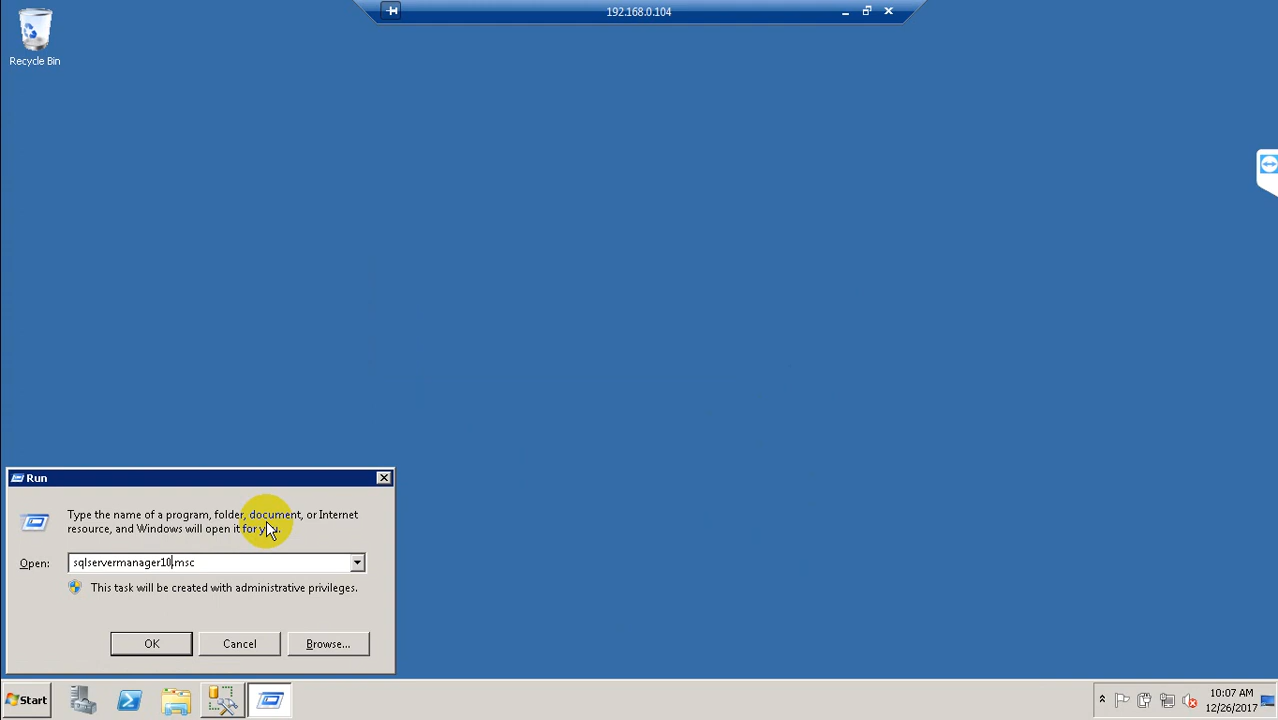 192.168.0.104
Recycle Bin
Run
Type the name of a program, folder, document, or Internet
resource, and Windows will open it for you.
Open:
sqlservermanager10.msc
This task will be created with administrative privileges.
OK
Cancel
Browse...
Start
10:07 AM
12/26/2017